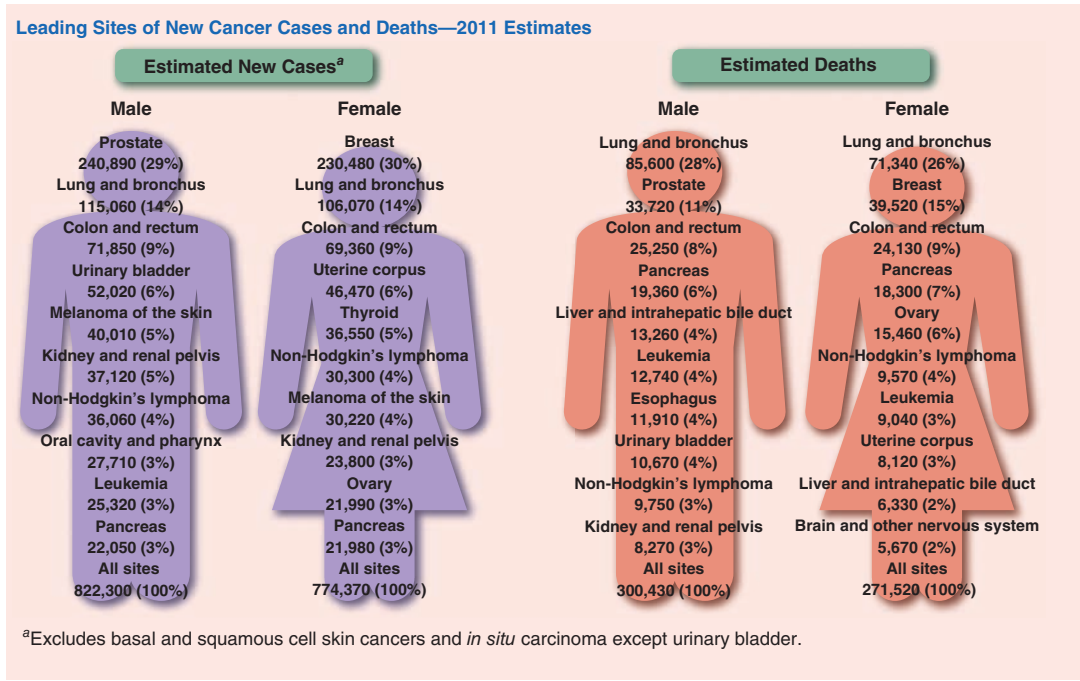 Leading Sites of New Cancer Cases and Deaths—2011 Estimates
Estimated New Casesᵃ
Male
Prostate
240,890 (29%)
Lung and bronchus
115,060 (14%)
Colon and rectum
71,850 (9%)
Urinary bladder
52,020 (6%)
Melanoma of the skin
40,010 (5%)
Kidney and renal pelvis
37,120 (5%)
Non-Hodgkin's lymphoma
36,060 (4%)
Oral cavity and pharynx
27,710 (3%)
Leukemia
25,320 (3%)
Pancreas
22,050 (3%)
All sites
822,300 (100%)
Female
Breast
230,480 (30%)
Lung and bronchus
106,070 (14%)
Colon and rectum
69,360 (9%)
Uterine corpus
46,470 (6%)
Thyroid
36,550 (5%)
Non-Hodgkin's lymphoma
30,300 (4%)
Melanoma of the skin
30,220 (4%)
Kidney and renal pelvis
23,800 (3%)
Ovary
21,990 (3%)
Pancreas
21,980 (3%)
All sites
774,370 (100%)
Estimated Deaths
Male
Lung and bronchus
85,600 (28%)
Prostate
33,720 (11%)
Colon and rectum
25,250 (8%)
Pancreas
19,360 (6%)
Liver and intrahepatic bile duct
13,260 (4%)
Leukemia
12,740 (4%)
Esophagus
11,910 (4%)
Urinary bladder
10,670 (4%)
Non-Hodgkin's lymphoma
9,750 (3%)
Kidney and renal pelvis
8,270 (3%)
All sites
300,430 (100%)
Female
Lung and bronchus
71,340 (26%)
Breast
39,520 (15%)
Colon and rectum
24,130 (9%)
Pancreas
18,300 (7%)
Ovary
15,460 (6%)
Non-Hodgkin's lymphoma
9,570 (4%)
Leukemia
9,040 (3%)
Uterine corpus
8,120 (3%)
Liver and intrahepatic bile duct
6,330 (2%)
Brain and other nervous system
5,670 (2%)
All sites
271,520 (100%)
ᵃExcludes basal and squamous cell skin cancers and in situ carcinoma except urinary bladder.